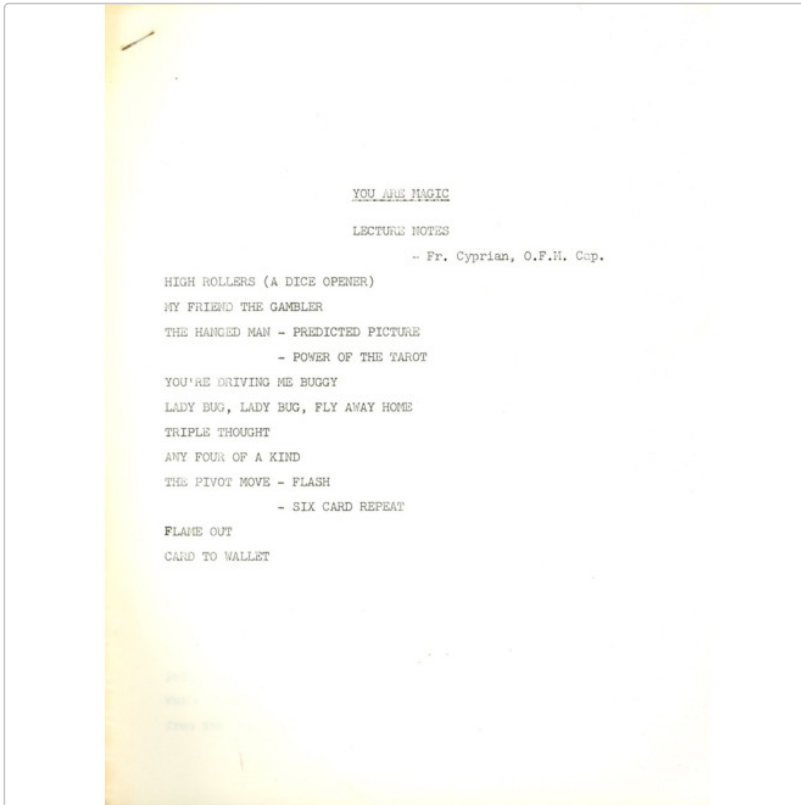 YOU ARE MAGIC
LECTURE NOTES
- Fr. Cyprian, O.F.M. Cap.
HIGH ROLLERS (A DICE OPENER)
MY FRIEND THE GAMBLER
THE HANGED MAN - PREDICTED PICTURE
- POWER OF THE TAROT
YOU'RE DRIVING ME BUGGY
LADY BUG, LADY BUG, FLY AWAY HOME
TRIPLE THOUGHT
ANY FOUR OF A KIND
THE PIVOT MOVE - FLASH
- SIX CARD REPEAT
FLAME OUT
CARD TO WALLET